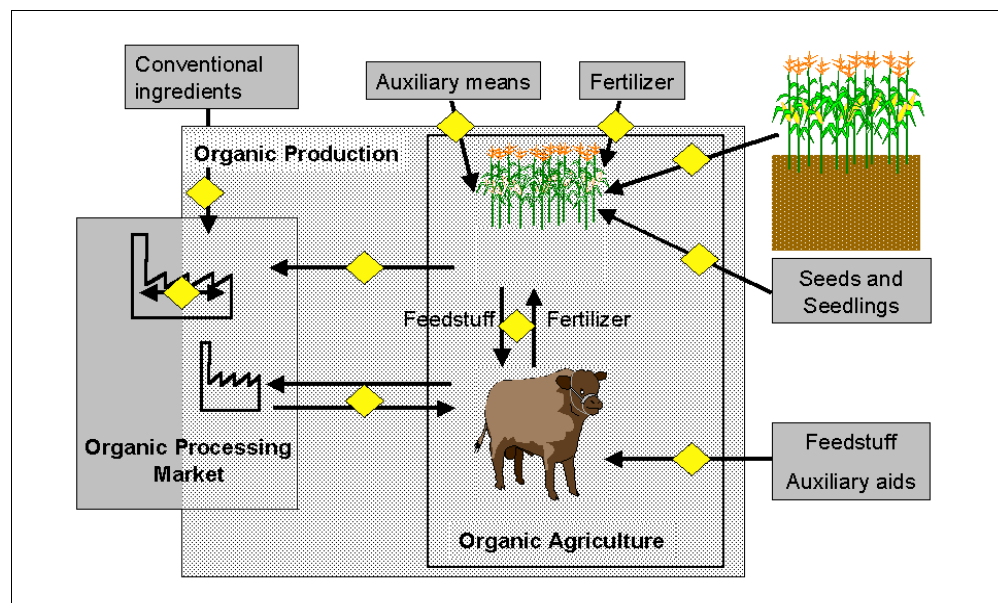 Conventional
ingredients
Auxiliary means
Fertilizer
Organic Production
Seeds and
Seedlings
Feedstuff
Fertilizer
Organic Processing
Market
Feedstuff
Auxiliary aids
Organic Agriculture